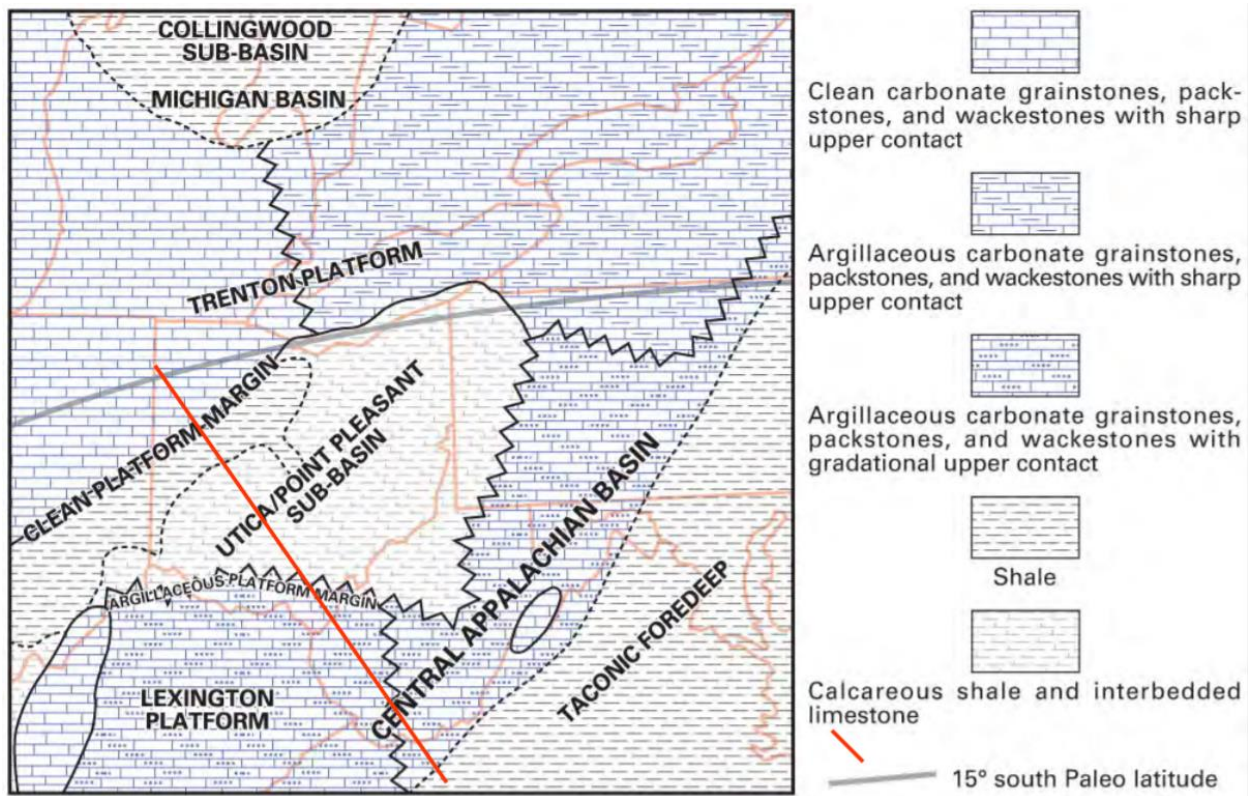 COLLINGWOOD
SUB-BASIN
MICHIGAN BASIN
TRENTON PLATFORM
CLEAN PLATFORM MARGIN
UTICA/POINT PLEASANT
SUB-BASIN
ARGILLACEOUS PLATFORM MARGIN
LEXINGTON
PLATFORM
CENTRAL APPALACHIAN BASIN
TACONIC FOREDEEP
Clean carbonate grainstones, pack-
stones, and wackestones with sharp
upper contact
Argillaceous carbonate grainstones,
packstones, and wackestones with sharp
upper contact
Argillaceous carbonate grainstones,
packstones, and wackestones with
gradational upper contact
Shale
Calcareous shale and interbedded
limestone
15° south Paleo latitude